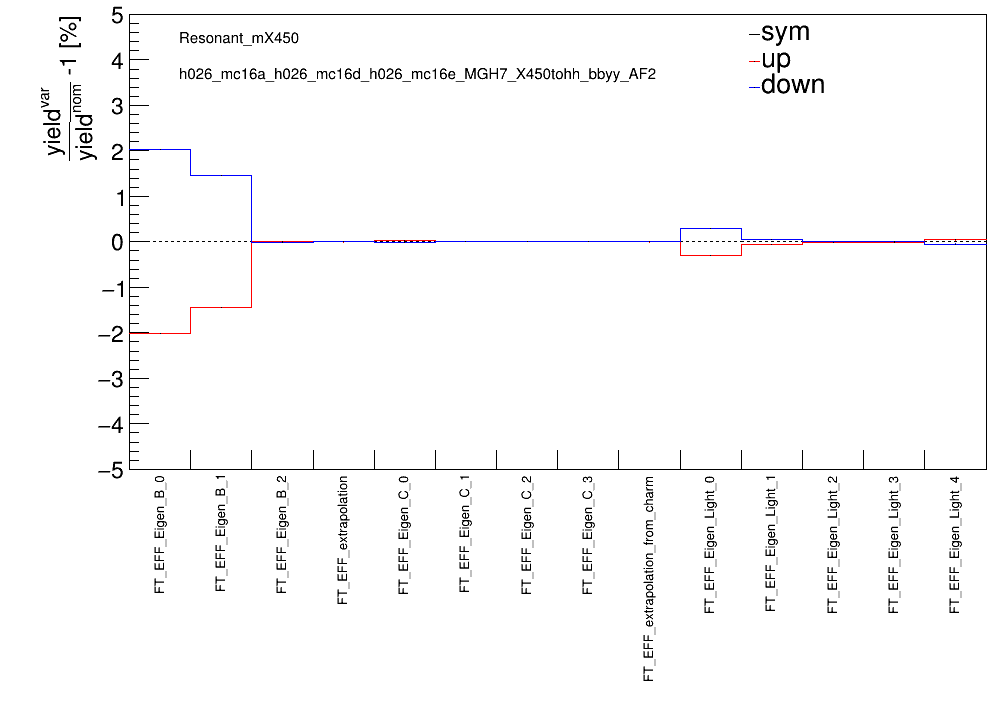 yield^var / yield^nom -1 [%]
Resonant_mX450
h026_mc16a_h026_mc16d_h026_mc16e_MGH7_X450tohh_bbyy_AF2
sym
up
down
5
4
3
2
1
0
−1
−2
−3
−4
−5
FT_EFF_Eigen_B_0
FT_EFF_Eigen_B_1
FT_EFF_Eigen_B_2
FT_EFF_extrapolation
FT_EFF_Eigen_C_0
FT_EFF_Eigen_C_1
FT_EFF_Eigen_C_2
FT_EFF_Eigen_C_3
FT_EFF_extrapolation_from_charm
FT_EFF_Eigen_Light_0
FT_EFF_Eigen_Light_1
FT_EFF_Eigen_Light_2
FT_EFF_Eigen_Light_3
FT_EFF_Eigen_Light_4